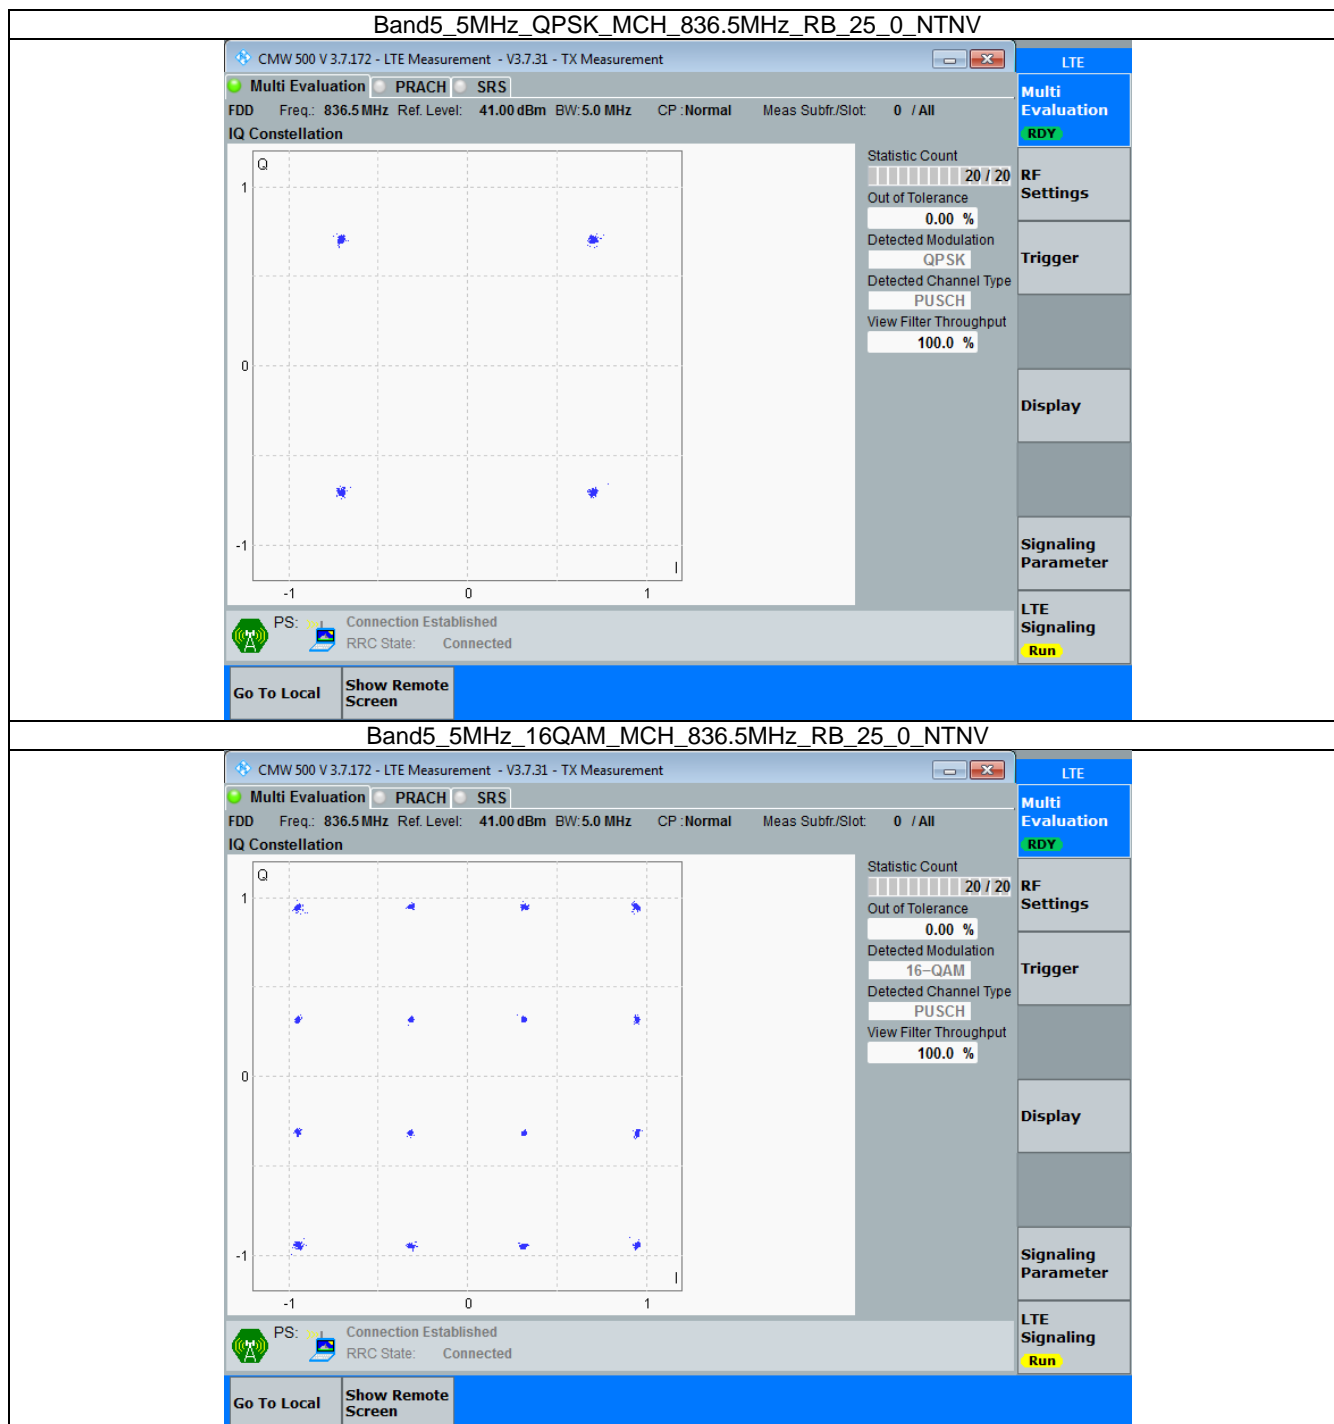 Band5_5MHz_QPSK_MCH_836.5MHz_RB_25_0_NTNV
CMW 500 V 3.7.172 - LTE Measurement - V3.7.31 - TX Measurement
LTE
Multi Evaluation PRACH SRS
FDD Freq.: 836.5 MHz Ref. Level: 41.00 dBm BW: 5.0 MHz CP : Normal Meas Subfr./Slot: 0 / All
IQ Constellation
Q
1
0
-1
I
-1 0 1
Statistic Count
20 / 20
Out of Tolerance
0.00 %
Detected Modulation
QPSK
Detected Channel Type
PUSCH
View Filter Throughput
100.0 %
Multi
Evaluation
RDY
RF
Settings
Trigger
Display
Signaling
Parameter
LTE
Signaling
Run
PS: Connection Established
RRC State: Connected
Go To Local
Show Remote
Screen
Band5_5MHz_16QAM_MCH_836.5MHz_RB_25_0_NTNV
CMW 500 V 3.7.172 - LTE Measurement - V3.7.31 - TX Measurement
LTE
Multi Evaluation PRACH SRS
FDD Freq.: 836.5 MHz Ref. Level: 41.00 dBm BW: 5.0 MHz CP : Normal Meas Subfr./Slot: 0 / All
IQ Constellation
Q
1
0
-1
I
-1 0 1
Statistic Count
20 / 20
Out of Tolerance
0.00 %
Detected Modulation
16-QAM
Detected Channel Type
PUSCH
View Filter Throughput
100.0 %
Multi
Evaluation
RDY
RF
Settings
Trigger
Display
Signaling
Parameter
LTE
Signaling
Run
PS: Connection Established
RRC State: Connected
Go To Local
Show Remote
Screen